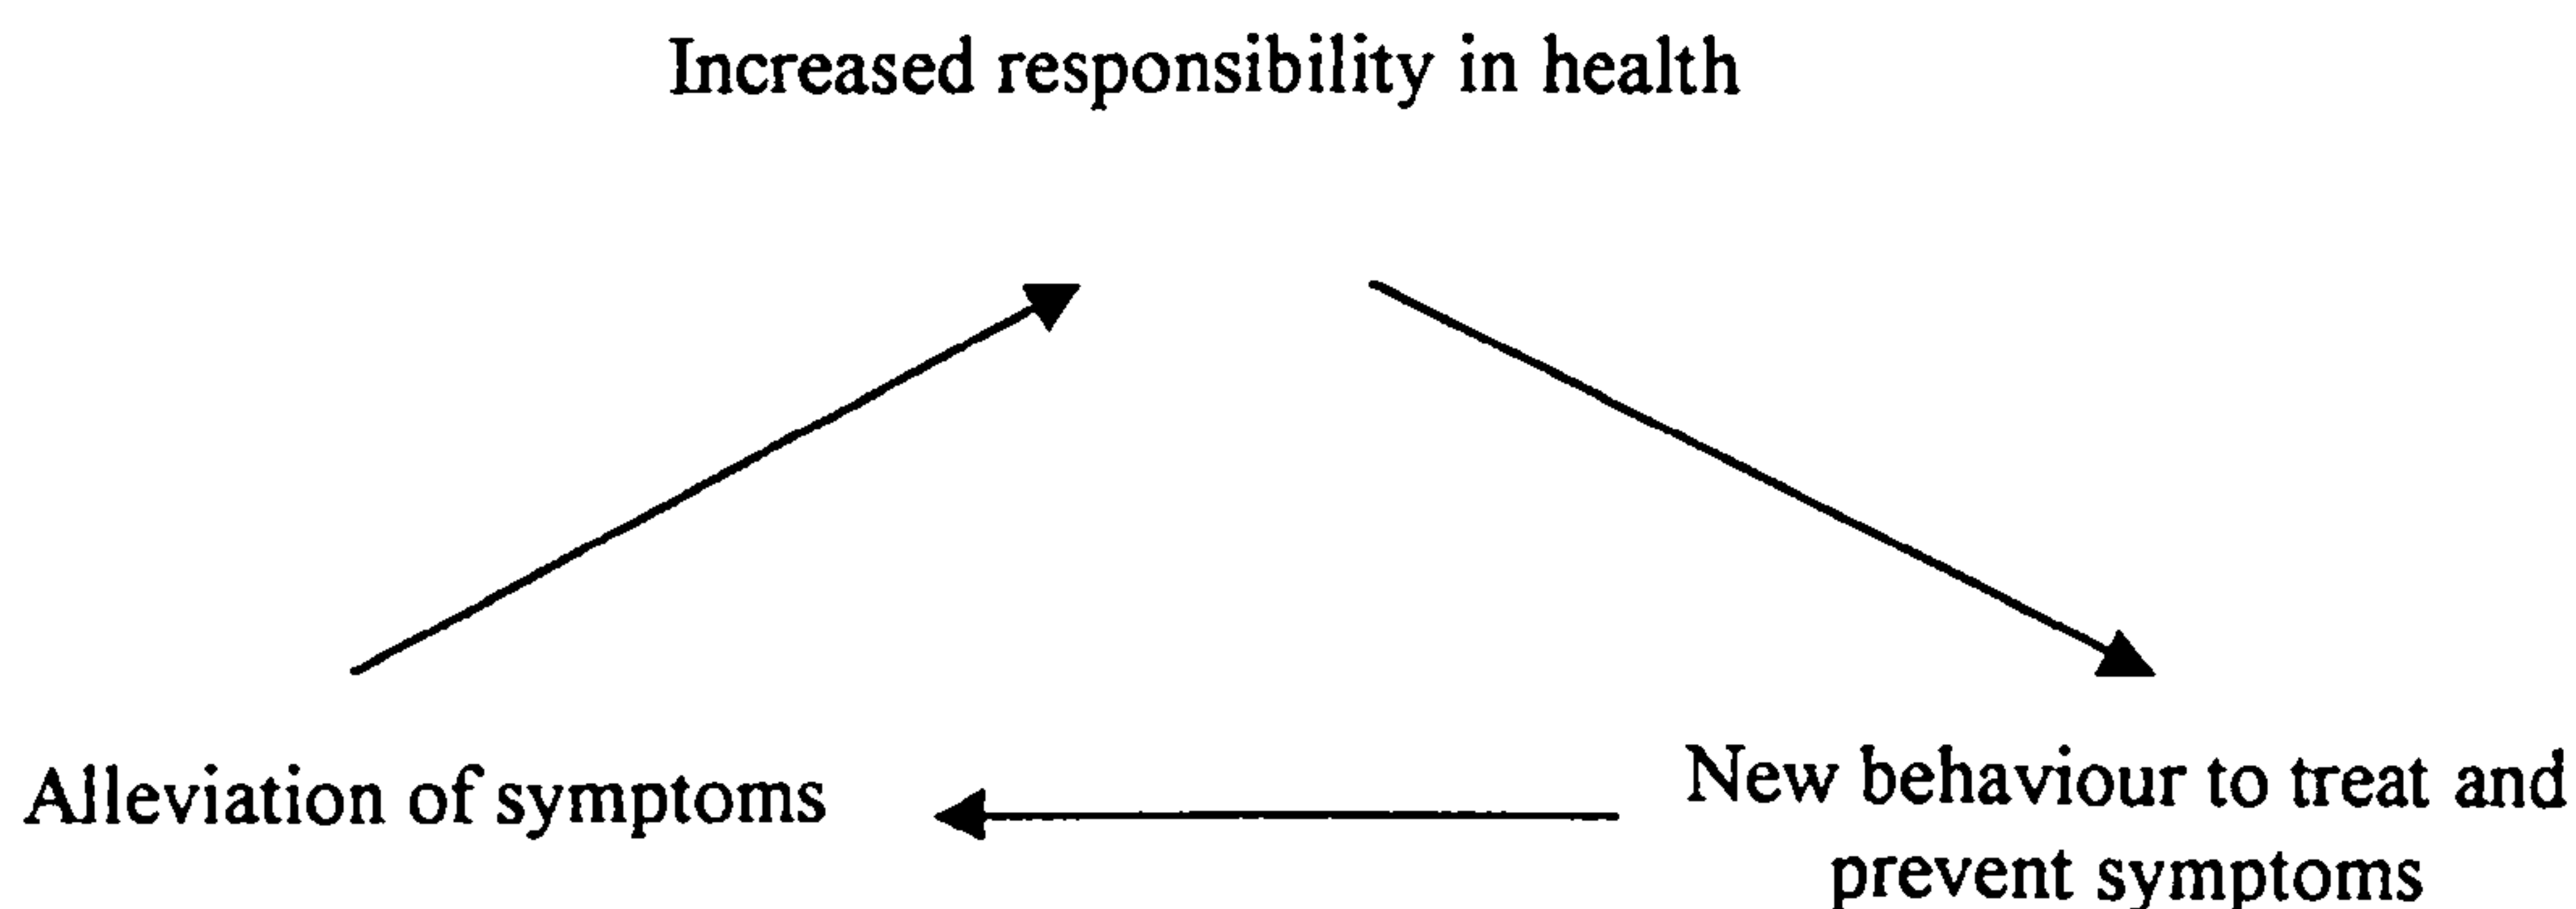 Increased responsibility in health
Alleviation of symptoms
New behaviour to treat and
prevent symptoms